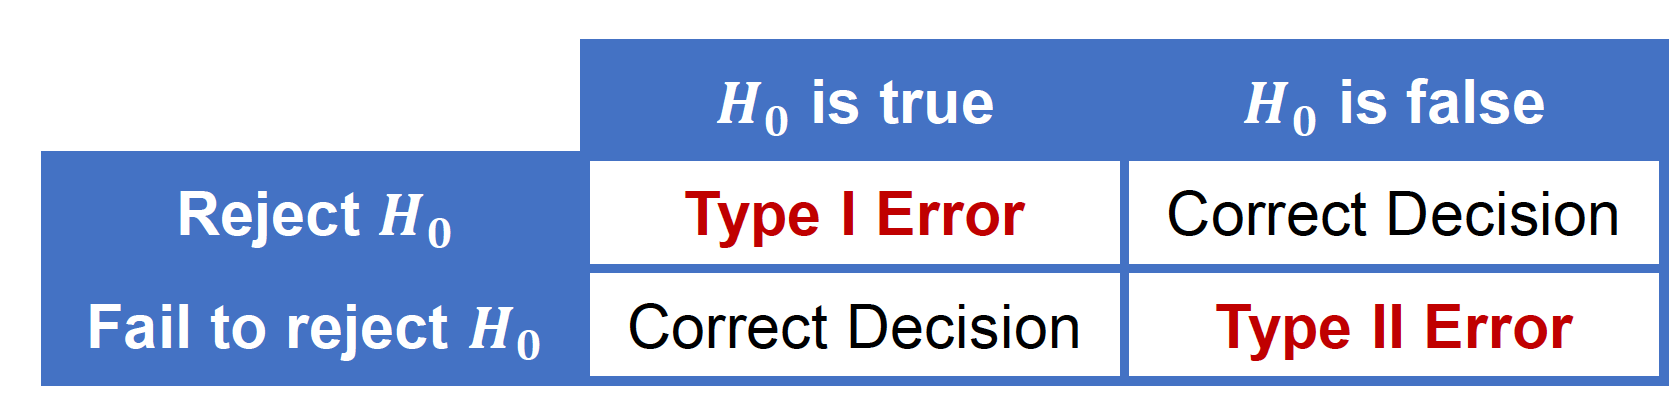 H₀ is true
H₀ is false
Reject H₀
Type I Error
Correct Decision
Fail to reject H₀
Correct Decision
Type II Error